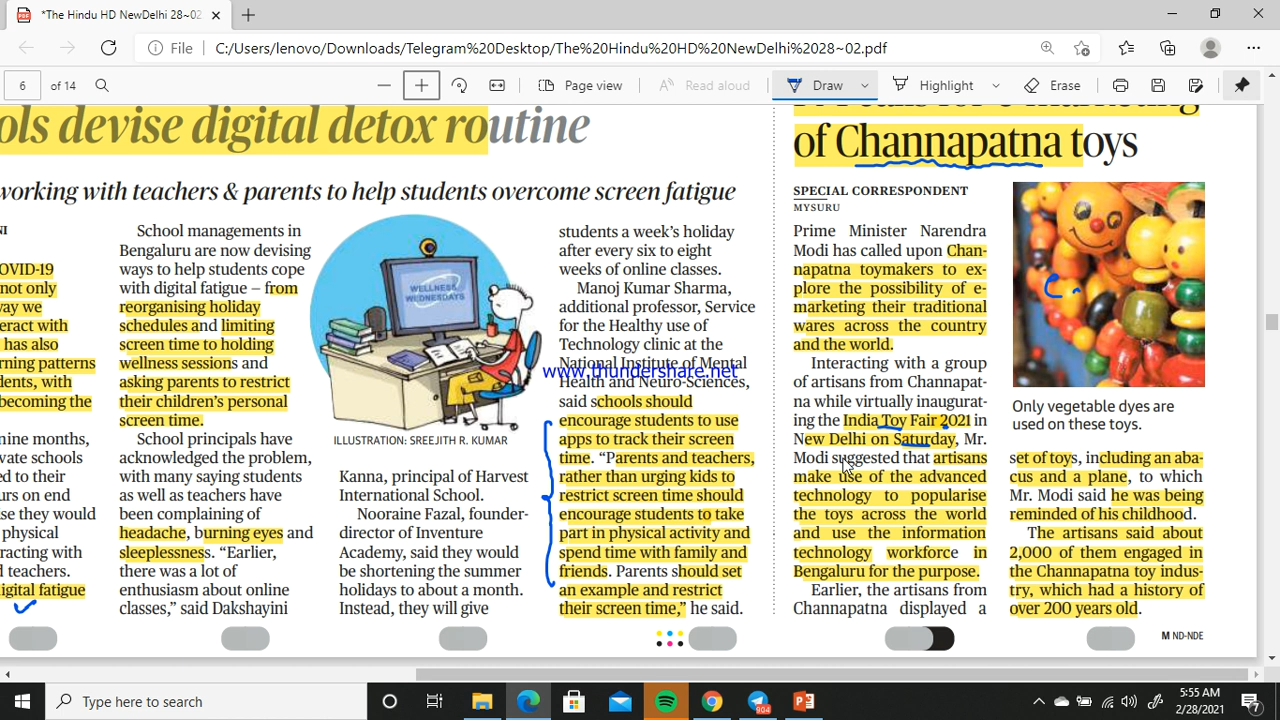 *The Hindu HD NewDelhi 28~02
File
C:/Users/lenovo/Downloads/Telegram%20Desktop/The%20Hindu%20HD%20NewDelhi%2028~02.pdf
6 of 14
Page view
Read aloud
Draw
Highlight
Erase
ols devise digital detox routine
working with teachers & parents to help students overcome screen fatigue
NI
OVID-19
not only
way we
eract with
has also
rning patterns
dents, with
becoming the
nine months,
vate schools
ed to their
urs on end
se they would
physical
racting with
d teachers.
igital fatigue
School managements in
Bengaluru are now devising
ways to help students cope
with digital fatigue – from
reorganising holiday
schedules and limiting
screen time to holding
wellness sessions and
asking parents to restrict
their children's personal
screen time.
School principals have
acknowledged the problem,
with many saying students
as well as teachers have
been complaining of
headache, burning eyes and
sleeplessness. “Earlier,
there was a lot of
enthusiasm about online
classes,” said Dakshayini
WELLNESS
WEDNESDAYS
ILLUSTRATION: SREEJITH R. KUMAR
Kanna, principal of Harvest
International School.
Nooraine Fazal, founder-
director of Inventure
Academy, said they would
be shortening the summer
holidays to about a month.
Instead, they will give
students a week's holiday
after every six to eight
weeks of online classes.
Manoj Kumar Sharma,
additional professor, Service
for the Healthy use of
Technology clinic at the
National Institute of Mental
www.thundershare.net
Health and Neuro-Sciences,
said schools should
encourage students to use
apps to track their screen
time. “Parents and teachers,
rather than urging kids to
restrict screen time should
encourage students to take
part in physical activity and
spend time with family and
friends. Parents should set
an example and restrict
their screen time,” he said.
of Channapatna toys
SPECIAL CORRESPONDENT
MYSURU
Prime Minister Narendra
Modi has called upon Chan-
napatna toymakers to ex-
plore the possibility of e-
marketing their traditional
wares across the country
and the world.
Interacting with a group
of artisans from Channapat-
na while virtually inaugurat-
ing the India Toy Fair 2021 in
New Delhi on Saturday, Mr.
Modi suggested that artisans
make use of the advanced
technology to popularise
the toys across the world
and use the information
technology workforce in
Bengaluru for the purpose.
Earlier, the artisans from
Channapatna displayed a
Only vegetable dyes are
used on these toys.
set of toys, including an aba-
cus and a plane, to which
Mr. Modi said he was being
reminded of his childhood.
The artisans said about
2,000 of them engaged in
the Channapatna toy indus-
try, which had a history of
over 200 years old.
M ND-NDE
Type here to search
904
5:55 AM
2/28/2021
7